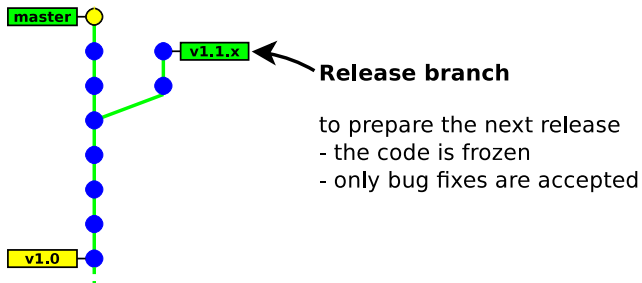 master
v1.1.x
Release branch
to prepare the next release
- the code is frozen
- only bug fixes are accepted
v1.0